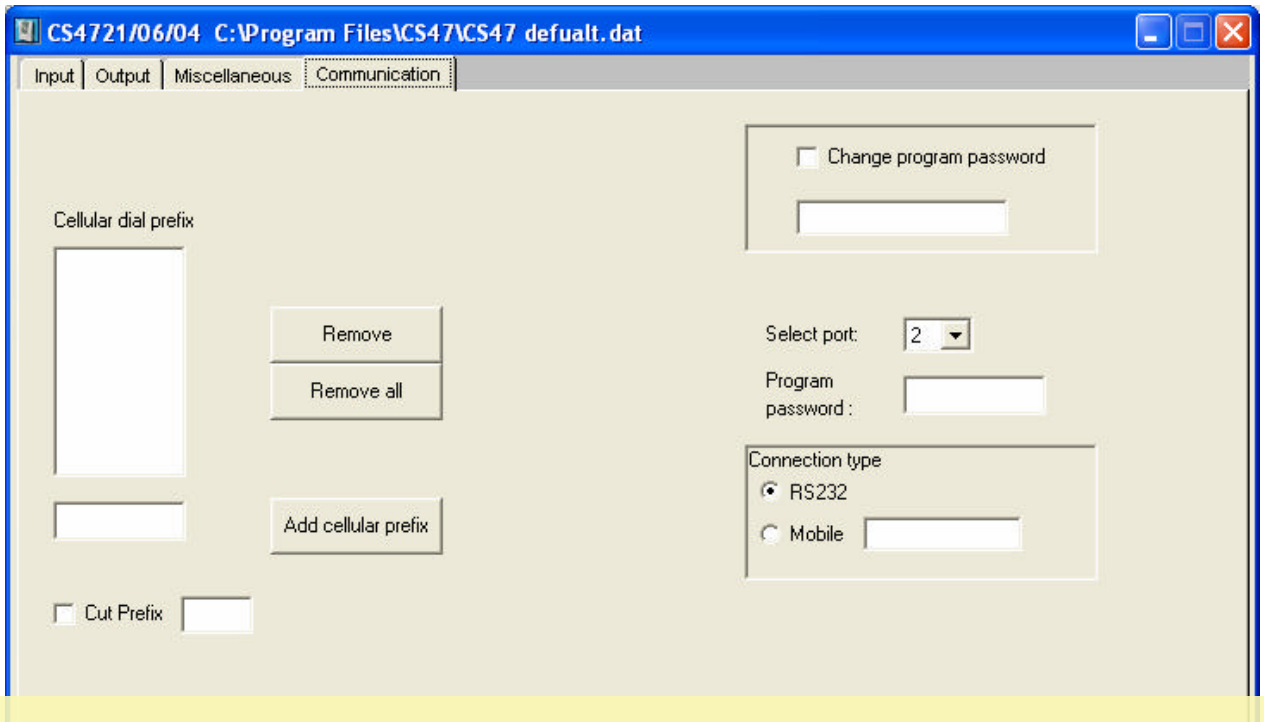 CS4721/06/04 C:\Program Files\CS47\CS47 defualt.dat
Input Output Miscellaneous Communication
Change program password
Cellular dial prefix
Remove
Select port: 2
Remove all
Program
password :
Connection type
RS232
Add cellular prefix
Mobile
Cut Prefix